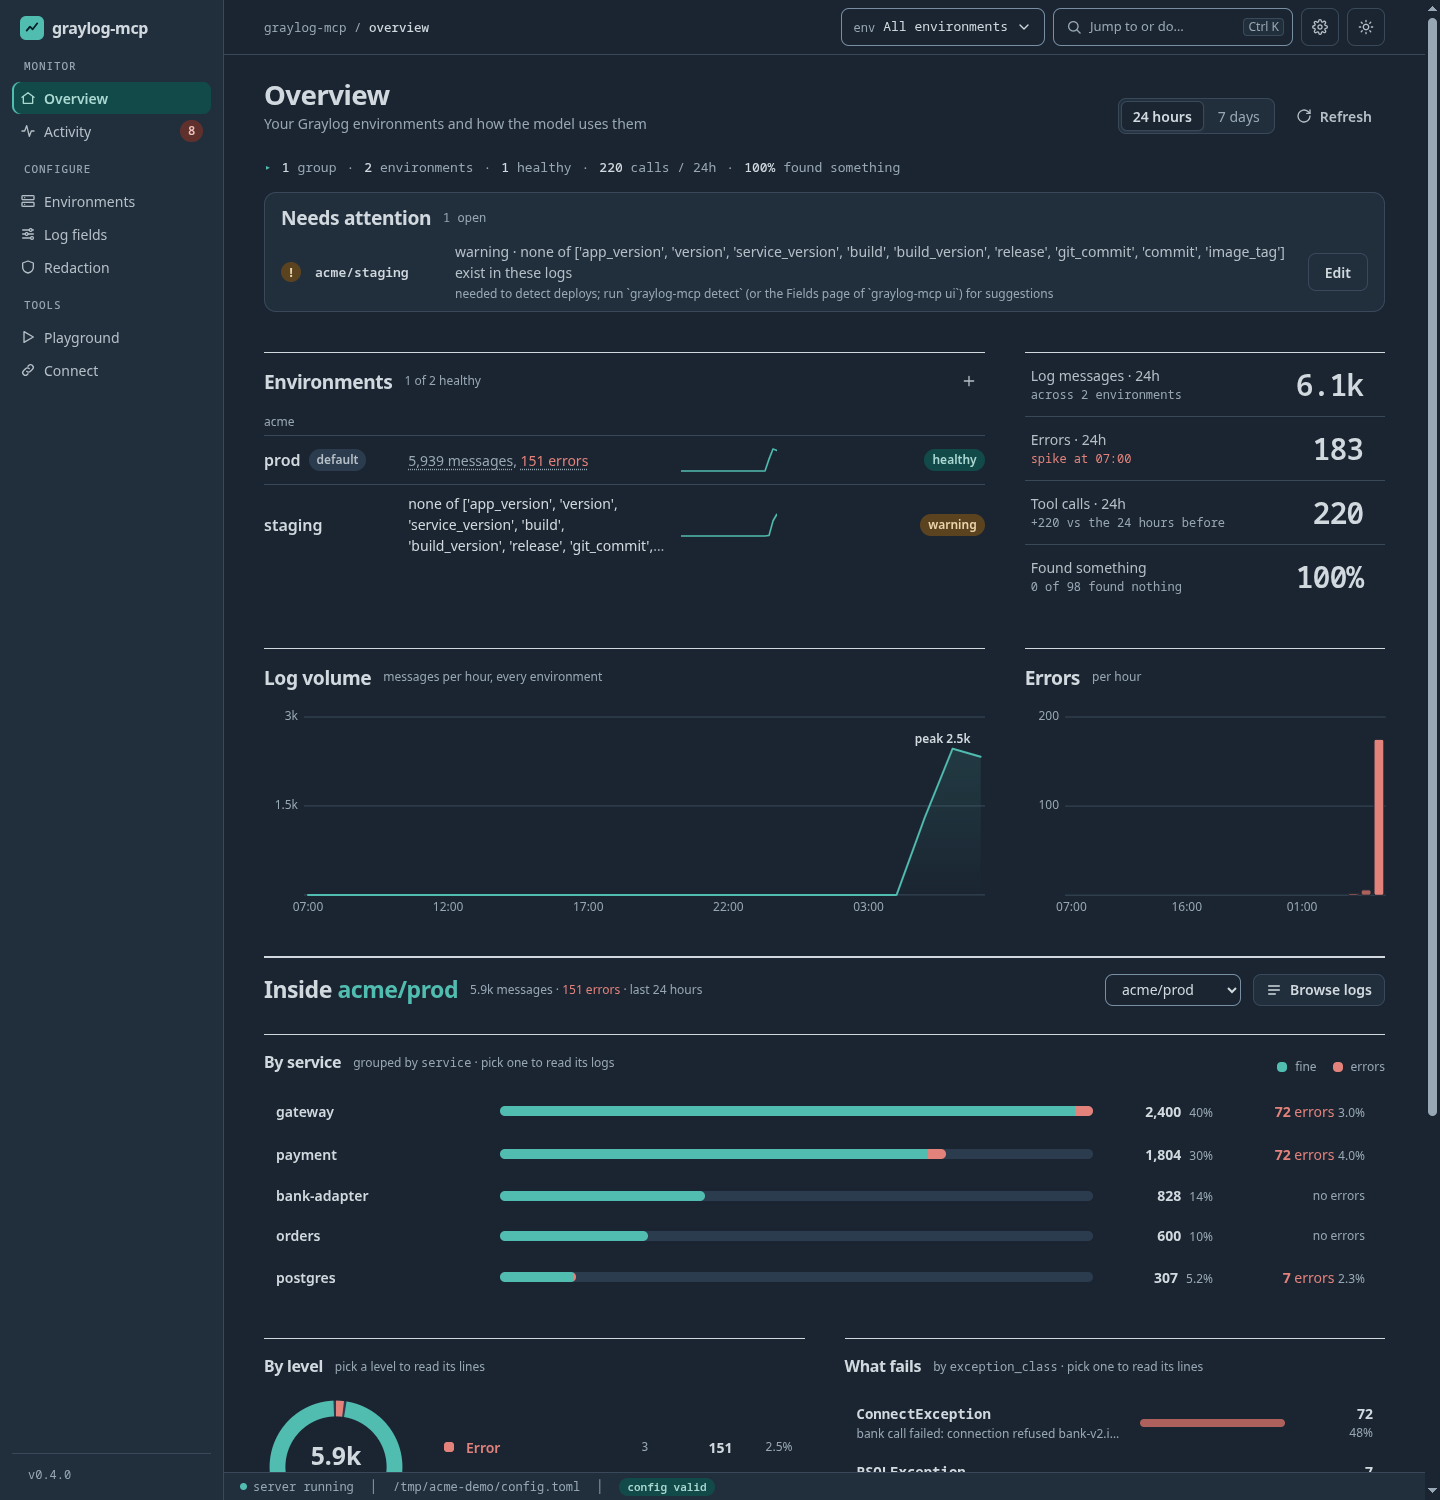 graylog-mcp
MONITOR
Overview
Activity
8
CONFIGURE
Environments
Log fields
Redaction
TOOLS
Playground
Connect
v0.4.0
graylog-mcp / overview
env All environments
Jump to or do...
Ctrl K
Overview
Your Graylog environments and how the model uses them
24 hours
7 days
Refresh
1 group · 2 environments · 1 healthy · 220 calls / 24h · 100% found something
Needs attention 1 open
! acme/staging
warning · none of ['app_version', 'version', 'service_version', 'build', 'build_version', 'release', 'git_commit', 'commit', 'image_tag']
exist in these logs
needed to detect deploys; run `graylog-mcp detect` (or the Fields page of `graylog-mcp ui`) for suggestions
Edit
Environments 1 of 2 healthy
+
acme
prod default 5,939 messages, 151 errors healthy
staging
none of ['app_version', 'version',
'service_version', 'build',
'build_version', 'release', 'git_commit',...
warning
Log messages · 24h
across 2 environments
6.1k
Errors · 24h
spike at 07:00
183
Tool calls · 24h
+220 vs the 24 hours before
220
Found something
0 of 98 found nothing
100%
Log volume messages per hour, every environment
3k
peak 2.5k
1.5k
07:00 12:00 17:00 22:00 03:00
Errors per hour
200
100
07:00 16:00 01:00
Inside acme/prod 5.9k messages · 151 errors · last 24 hours
acme/prod
Browse logs
By service grouped by service · pick one to read its logs
fine errors
gateway 2,400 40% 72 errors 3.0%
payment 1,804 30% 72 errors 4.0%
bank-adapter 828 14% no errors
orders 600 10% no errors
postgres 307 5.2% 7 errors 2.3%
By level pick a level to read its lines
5.9k
Error 3 151 2.5%
What fails by exception_class · pick one to read its lines
ConnectException 72
bank call failed: connection refused bank-v2.i... 48%
PSQLException 7
server running | /tmp/acme-demo/config.toml | config valid